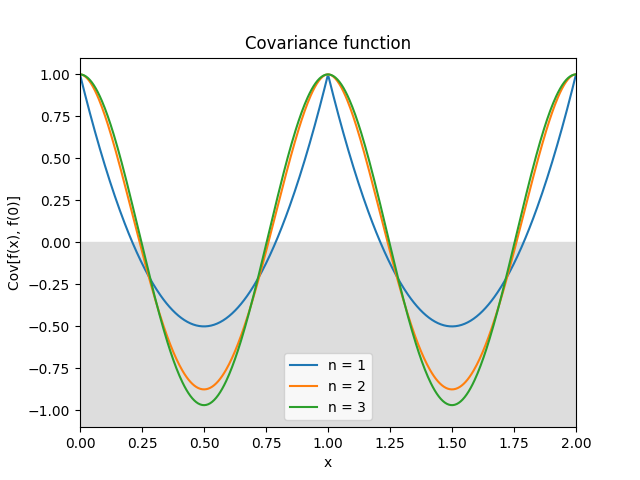 Covariance function
Cov[f(x), f(0)]
1.00
0.75
0.50
0.25
0.00
−0.25
−0.50
−0.75
−1.00
n = 1
n = 2
n = 3
0.00 0.25 0.50 0.75 1.00 1.25 1.50 1.75 2.00
x